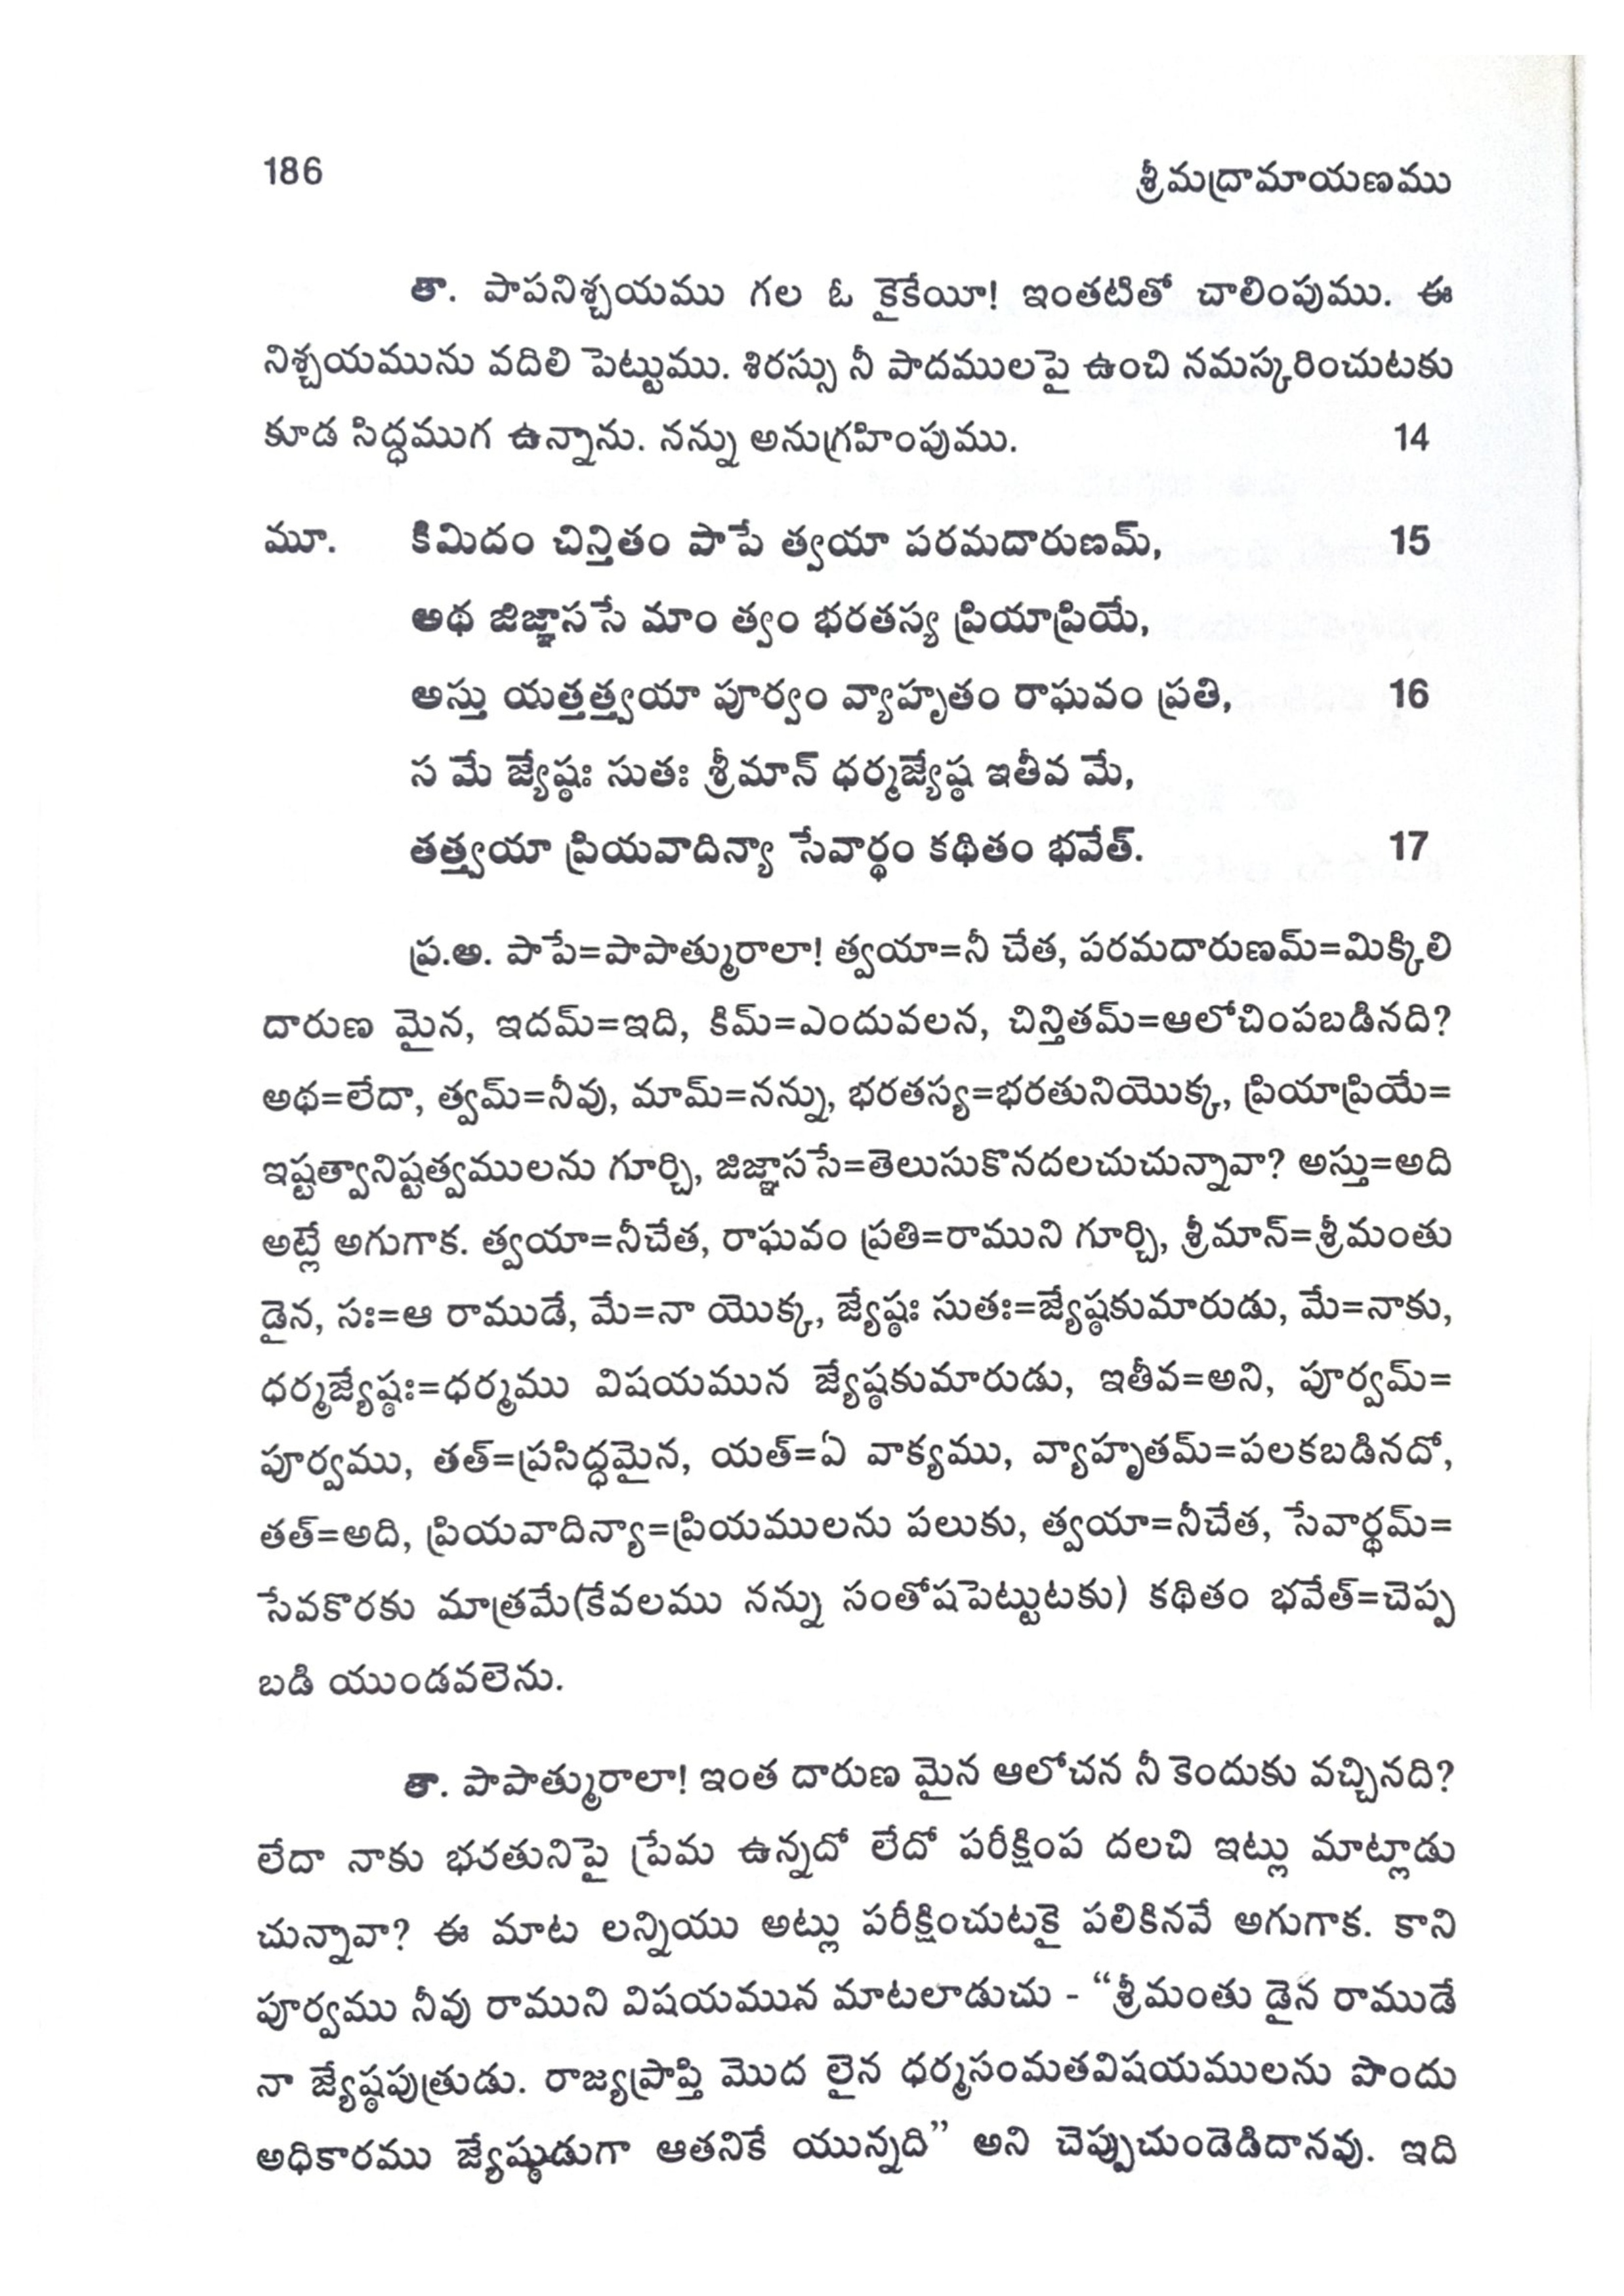 186 శ్రీమద్రామాయణము
తా. పాపనిశ్చయము గల ఓ కైకేయీ! ఇంతటితో చాలింపుము. ఈ
నిశ్చయమును వదిలి పెట్టుము. శిరస్సు నీ పాదములపై ఉంచి నమస్కరించుటకు
కూడ సిద్ధముగ ఉన్నాను. నన్ను అనుగ్రహింపుము. 14
మూ. కిమిదం చిన్తితం పాపే త్వయా పరమదారుణమ్, 15
అథ జిజ్ఞాససే మాం త్వం భరతస్య ప్రియాప్రియే,
అస్తు యత్తత్త్వయా పూర్వం వ్యాహృతం రాఘవం ప్రతి, 16
స మే జ్యేష్ఠః సుతః శ్రీమాన్ ధర్మజ్యేష్ఠ ఇతీవ మే,
తత్త్వయా ప్రియవాదిన్యా సేవార్థం కథితం భవేత్. 17
ప్ర.అ. పాపే=పాపాత్మురాలా! త్వయా=నీ చేత, పరమదారుణమ్=మిక్కిలి
దారుణ మైన, ఇదమ్=ఇది, కిమ్=ఎందువలన, చిన్తితమ్=ఆలోచింపబడినది?
అథ=లేదా, త్వమ్=నీవు, మామ్=నన్ను, భరతస్య=భరతునియొక్క, ప్రియాప్రియే=
ఇష్టత్వానిష్టత్వములను గూర్చి, జిజ్ఞాససే=తెలుసుకొనదలచుచున్నావా? అస్తు=అది
అట్లే అగుగాక. త్వయా=నీచేత, రాఘవం ప్రతి=రాముని గూర్చి, శ్రీమాన్=శ్రీమంతు
డైన, సః=ఆ రాముడే, మే=నా యొక్క, జ్యేష్ఠః సుతః=జ్యేష్ఠకుమారుడు, మే=నాకు,
ధర్మజ్యేష్ఠః=ధర్మము విషయమున జ్యేష్ఠకుమారుడు, ఇతీవ=అని, పూర్వమ్=
పూర్వము, తత్=ప్రసిద్ధమైన, యత్=ఏ వాక్యము, వ్యాహృతమ్=పలకబడినదో,
తత్=అది, ప్రియవాదిన్యా=ప్రియములను పలుకు, త్వయా=నీచేత, సేవార్థమ్=
సేవకొరకు మాత్రమే(కేవలము నన్ను సంతోషపెట్టుటకు) కథితం భవేత్=చెప్ప
బడి యుండవలెను.
తా. పాపాత్మురాలా! ఇంత దారుణ మైన ఆలోచన నీ కెందుకు వచ్చినది?
లేదా నాకు భరతునిపై ప్రేమ ఉన్నదో లేదో పరీక్షింప దలచి ఇట్లు మాట్లాడు
చున్నావా? ఈ మాట లన్నియు అట్లు పరీక్షించుటకై పలికినవే అగుగాక. కాని
పూర్వము నీవు రాముని విషయమున మాటలాడుచు - “శ్రీమంతు డైన రాముడే
నా జ్యేష్ఠపుత్రుడు. రాజ్యప్రాప్తి మొద లైన ధర్మసంమతవిషయములను పొందు
అధికారము జ్యేష్ఠుడుగా ఆతనికే యున్నది” అని చెప్పుచుండెడిదానవు. ఇది